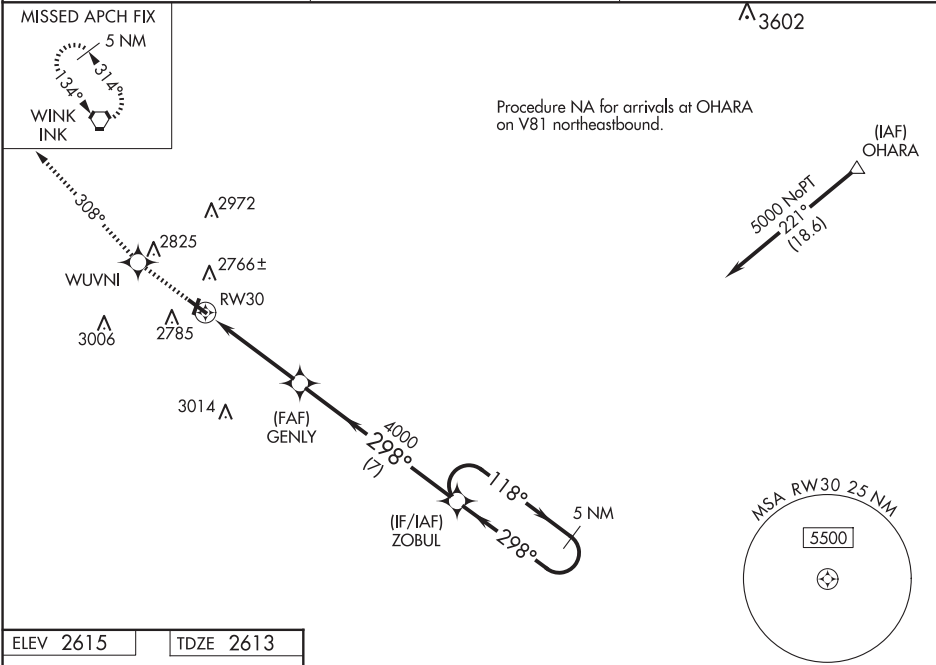 MISSED APCH FIX
5 NM
314°
134°
WINK
INK
3602
Procedure NA for arrivals at OHARA
on V81 northeastbound.
(IAF)
OHARA
5000 NoPT
221°
(18.6)
308°
2972
2825
WUVNI
2766±
RW30
3006
2785
3014
(FAF)
GENLY
4000
298°
(7)
118°
5 NM
298°
(IF/IAF)
ZOBUL
MSA RW30 25 NM
5500
ELEV 2615
TDZE 2613